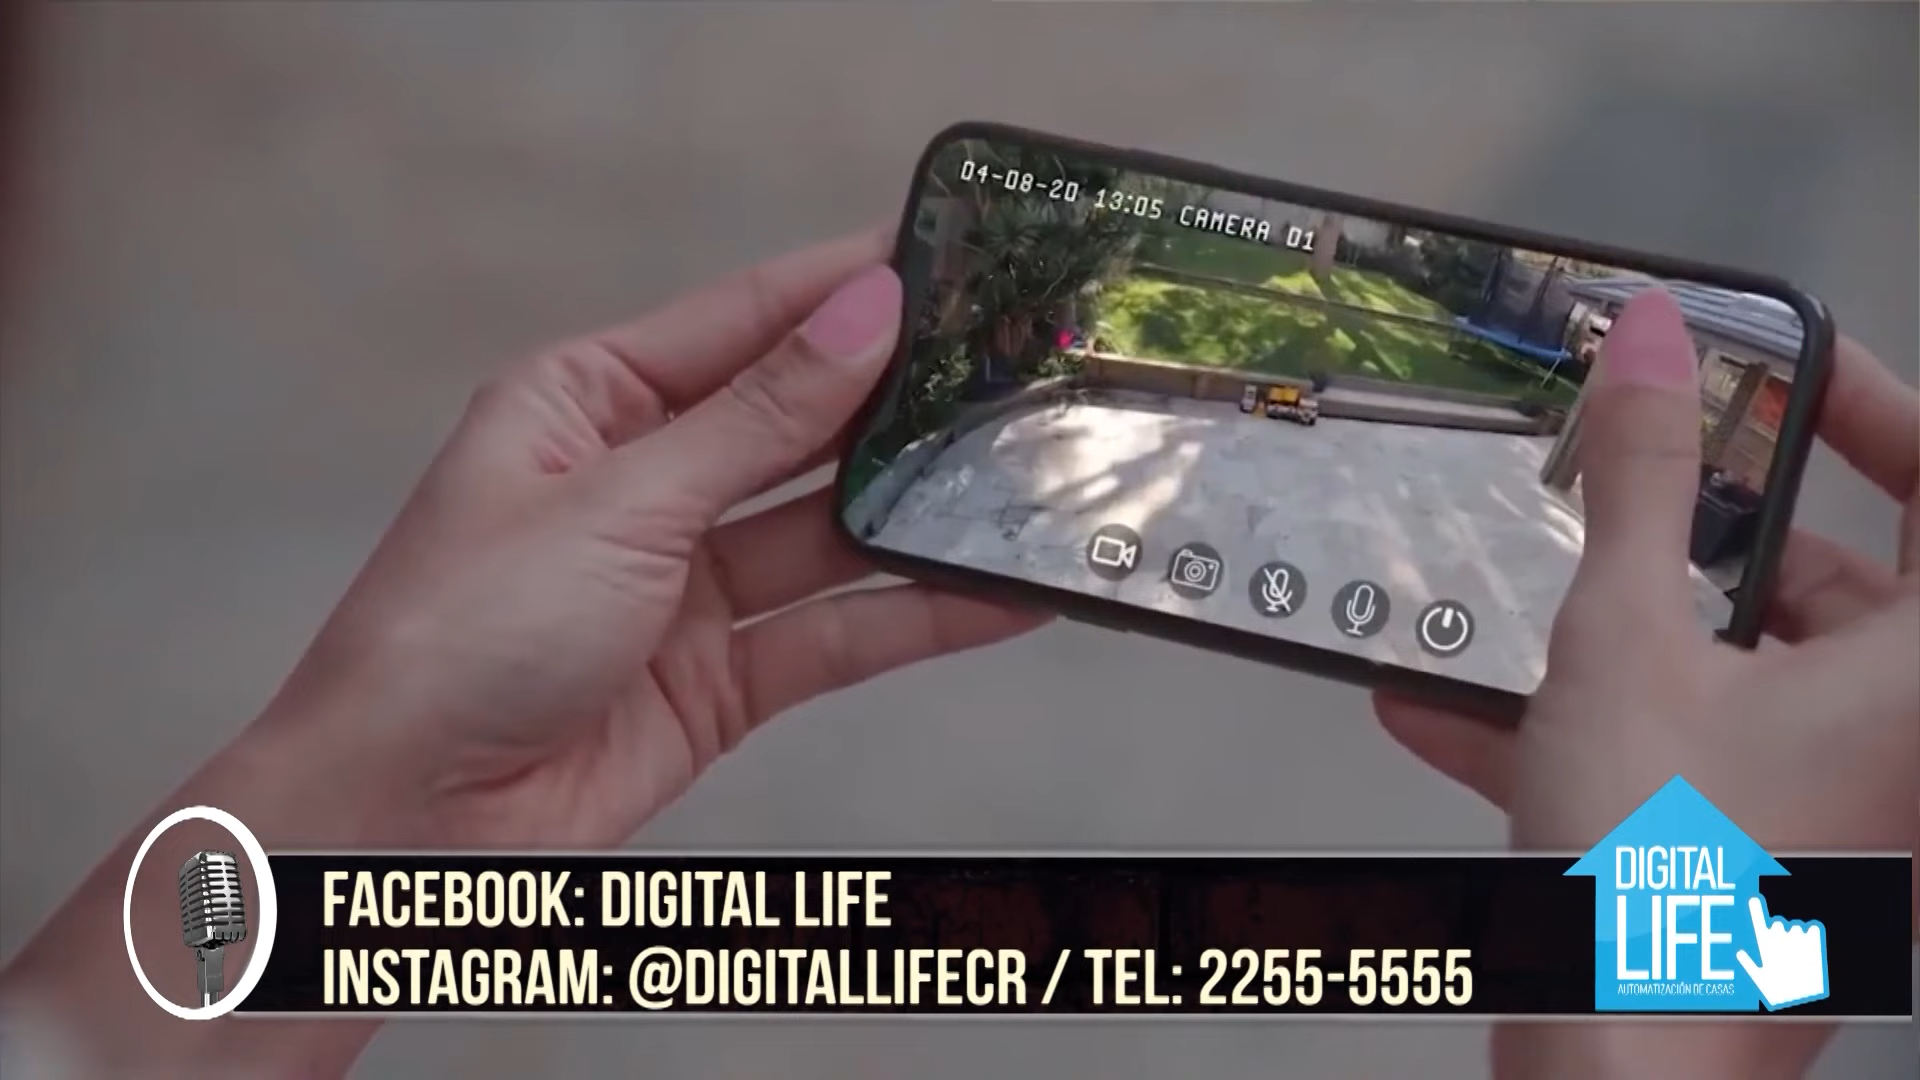 04-08-20 13:05 CAMERA 01
FACEBOOK: DIGITAL LIFE
INSTAGRAM: @DIGITALLIFECR / TEL: 2255-5555
DIGITAL
LIFE
AUTOMATIZACIÓN DE CASAS